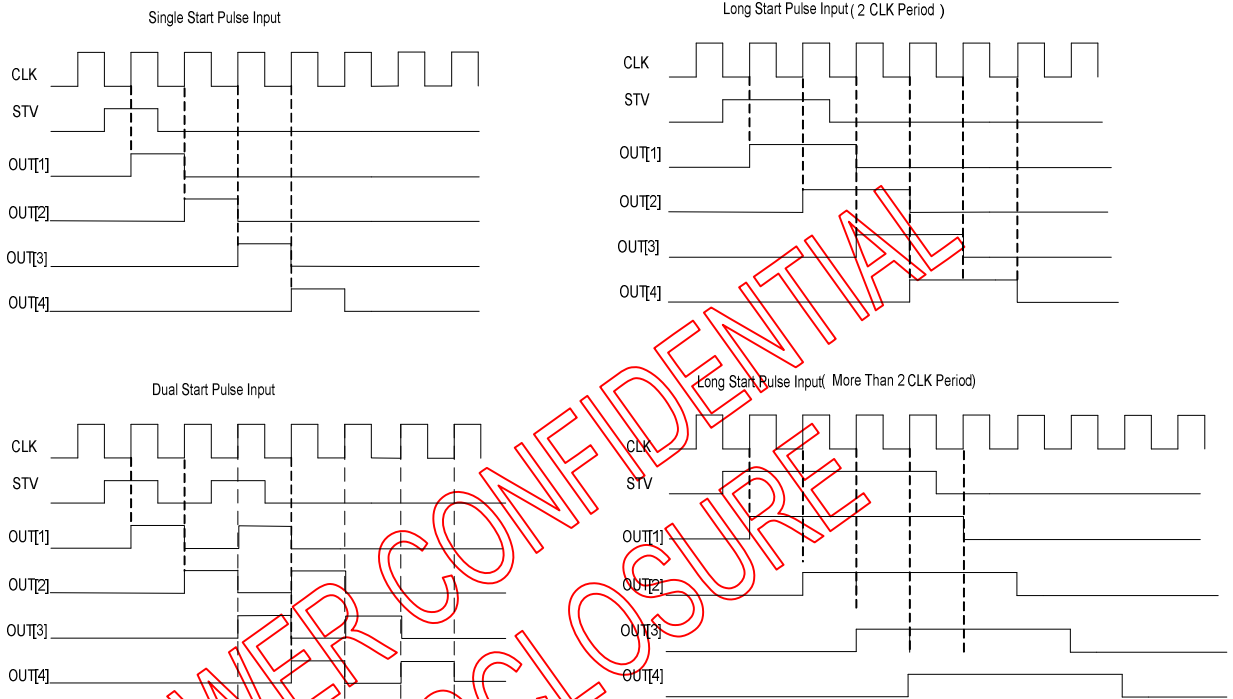 Single Start Pulse Input
CLK
STV
OUT[1]
OUT[2]
OUT[3]
OUT[4]
Long Start Pulse Input ( 2 CLK Period )
CLK
STV
OUT[1]
OUT[2]
OUT[3]
OUT[4]
Dual Start Pulse Input
CLK
STV
OUT[1]
OUT[2]
OUT[3]
OUT[4]
Long Start Pulse Input( More Than 2 CLK Period)
CLK
STV
OUT[1]
OUT[2]
OUT[3]
OUT[4]
WER CONFIDENTIAL
CLOSURE